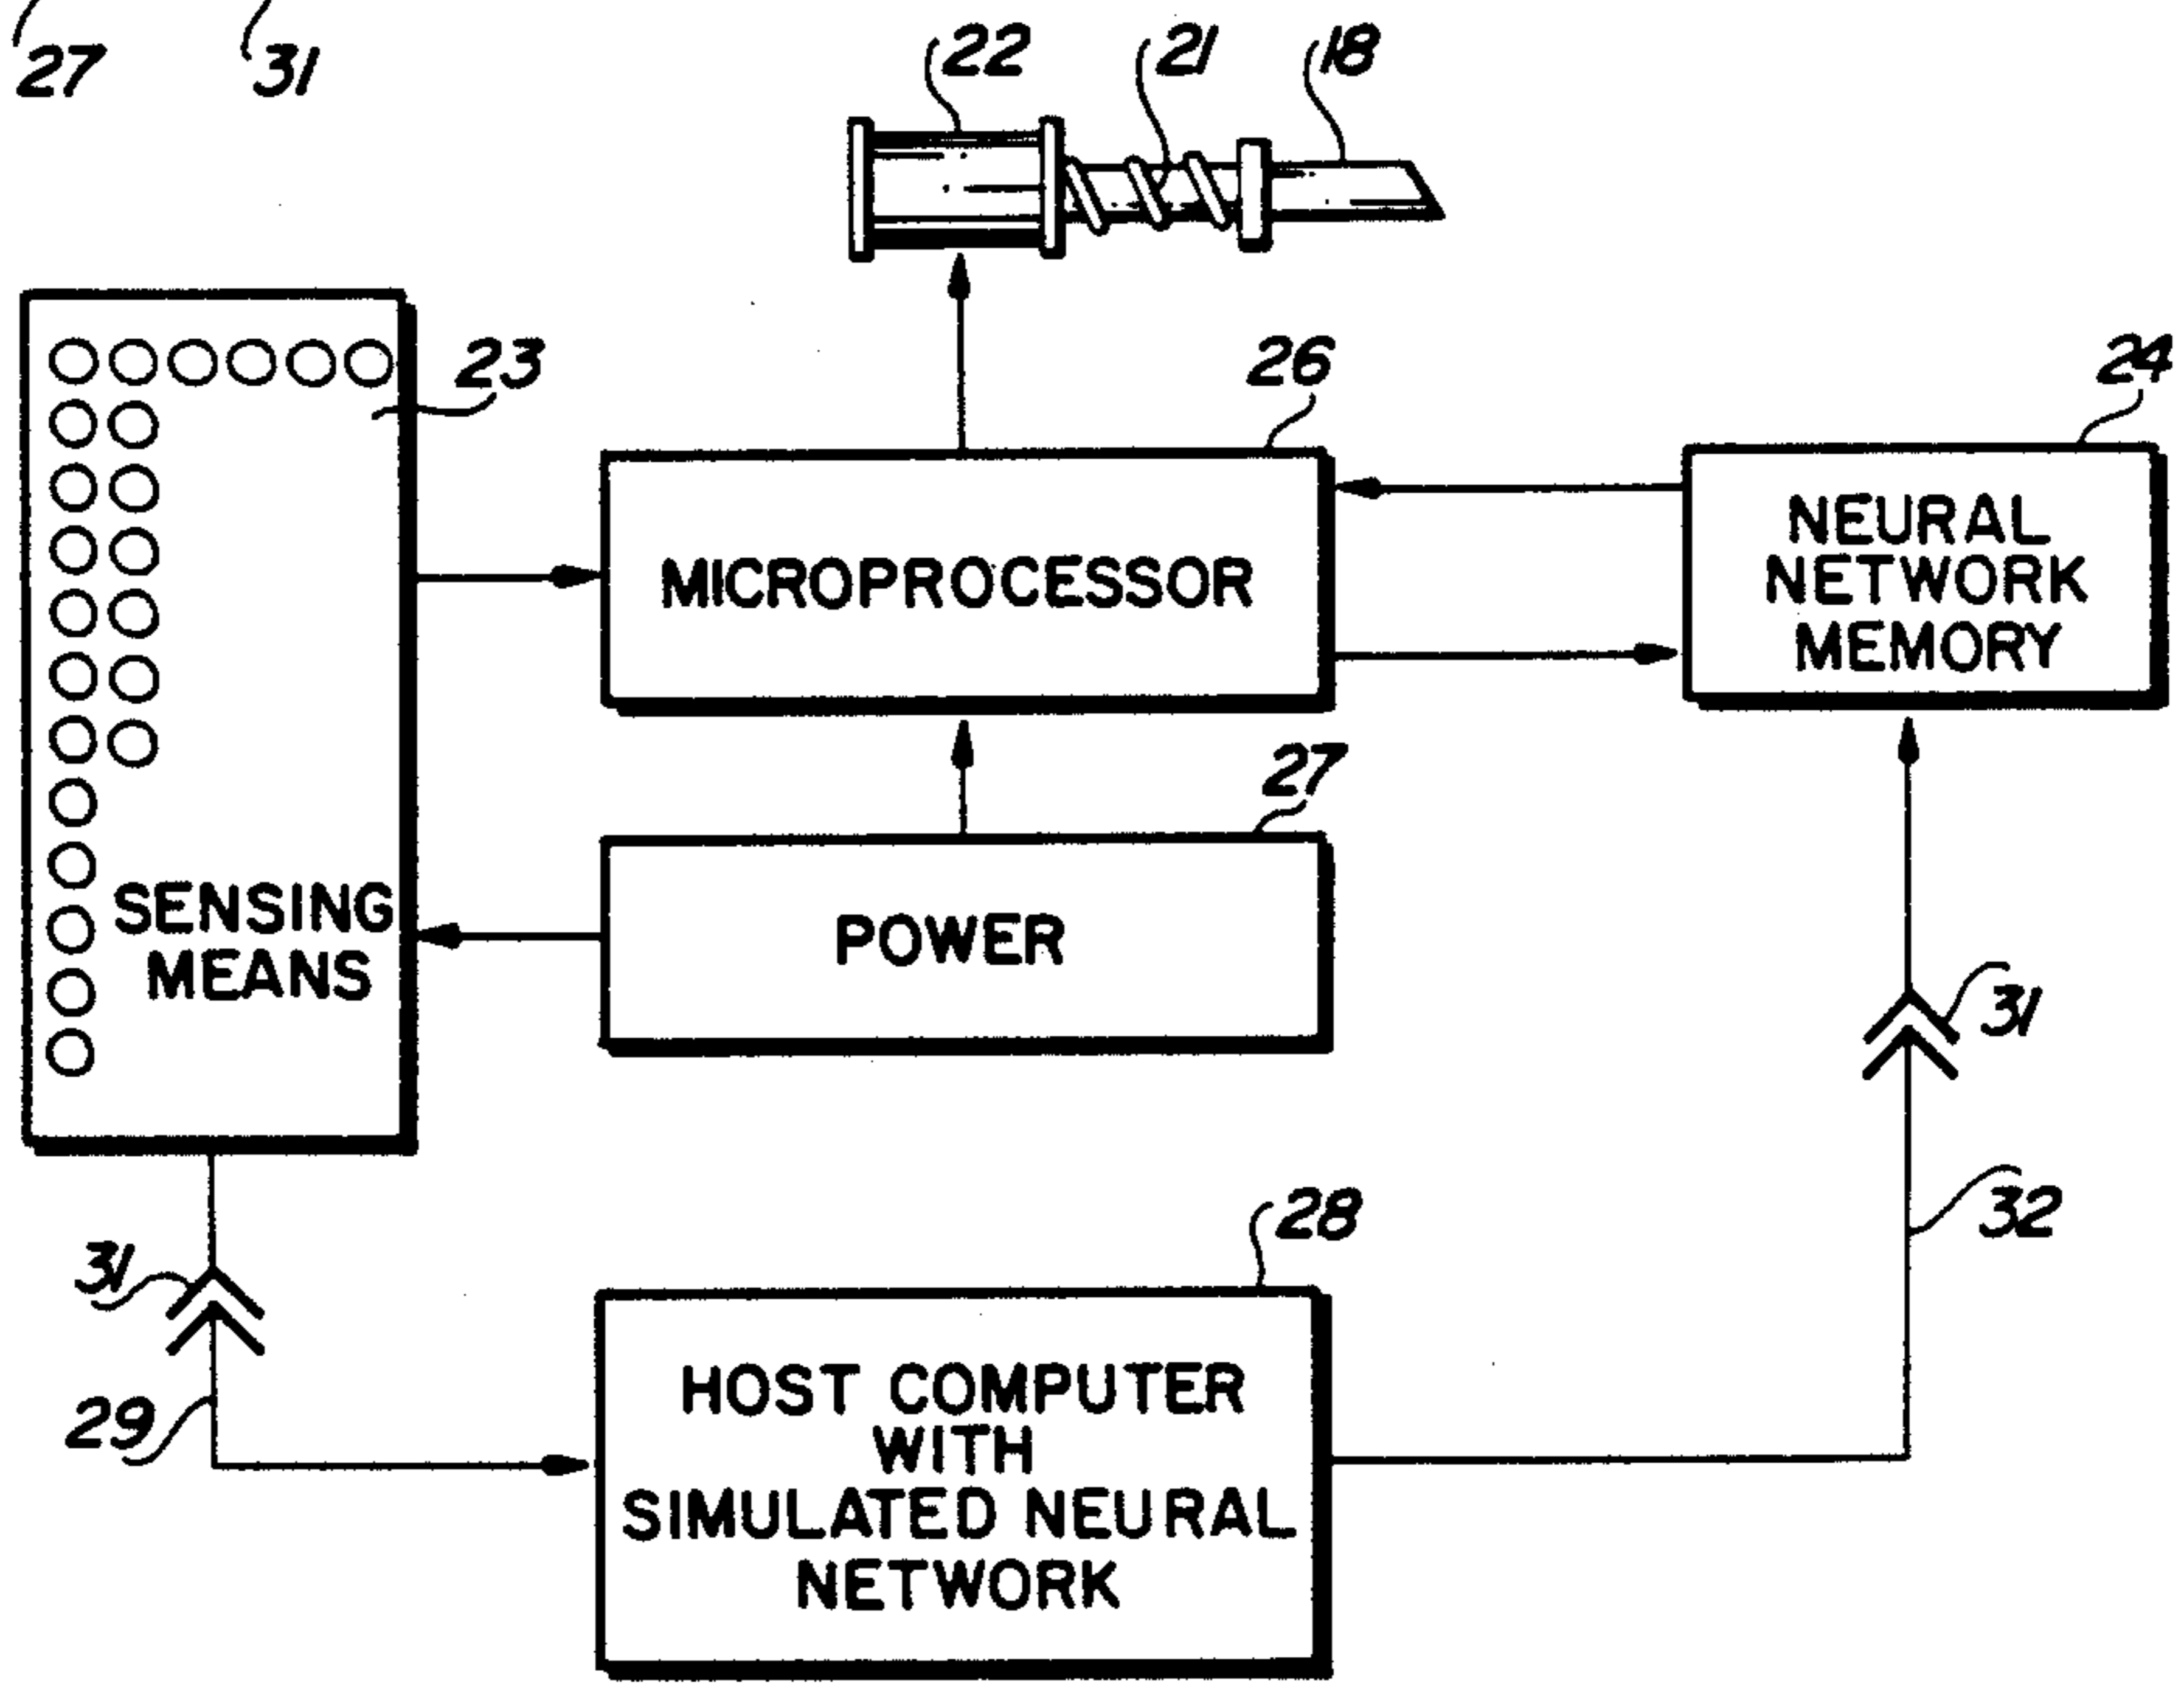 27 31
22 21 18
23
26
24
MICROPROCESSOR
NEURAL
NETWORK
MEMORY
27
SENSING
MEANS
POWER
31
32
28
31
29
HOST COMPUTER
WITH
SIMULATED NEURAL
NETWORK